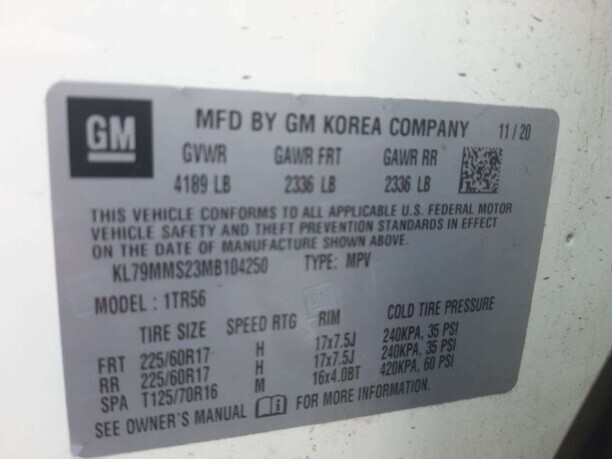 GM
MFD BY GM KOREA COMPANY 11/20
GVWR GAWR FRT GAWR RR
4189 LB 2336 LB 2336 LB
THIS VEHICLE CONFORMS TO ALL APPLICABLE U.S. FEDERAL MOTOR
VEHICLE SAFETY AND THEFT PREVENTION STANDARDS IN EFFECT
ON THE DATE OF MANUFACTURE SHOWN ABOVE.
KL79MMS23MB104250 TYPE: MPV
MODEL : 1TR56
TIRE SIZE SPEED RTG RIM COLD TIRE PRESSURE
FRT 225/60R17 H 17x7.5J 240KPA, 35 PSI
RR 225/60R17 H 17x7.5J 240KPA, 35 PSI
SPA T125/70R16 M 16x4.0BT 420KPA, 60 PSI
SEE OWNER'S MANUAL FOR MORE INFORMATION.